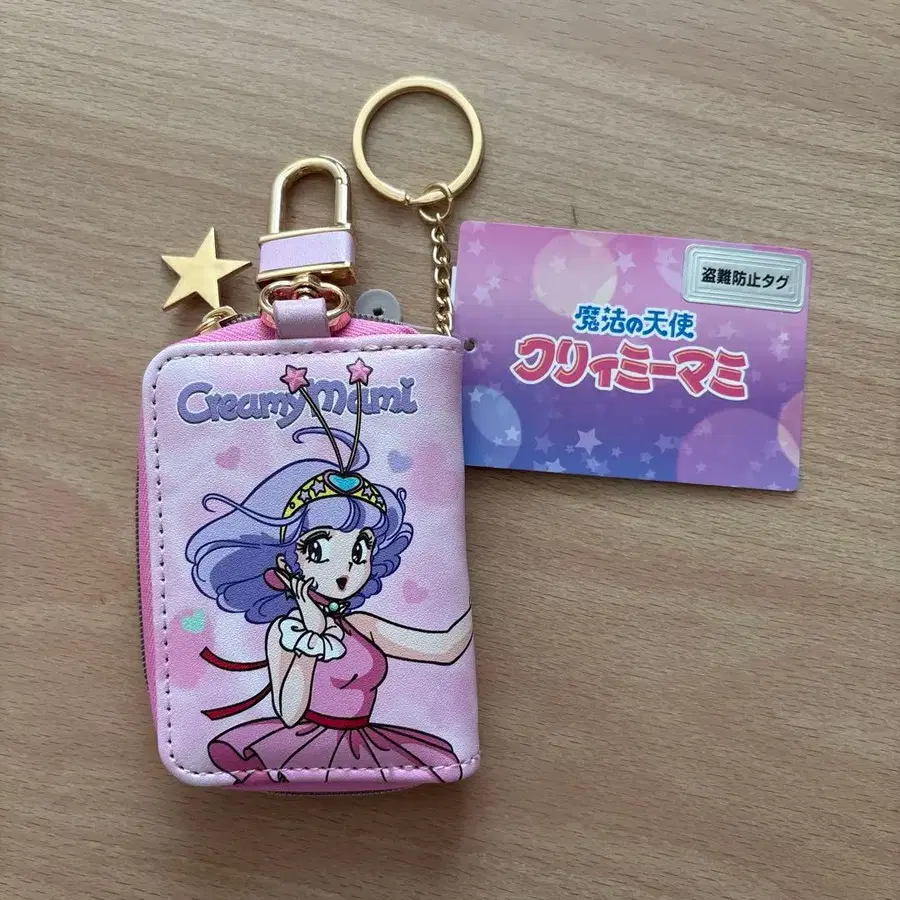 Creamy Mami
盗難防止タグ
魔法の天使
クリィミーマミ